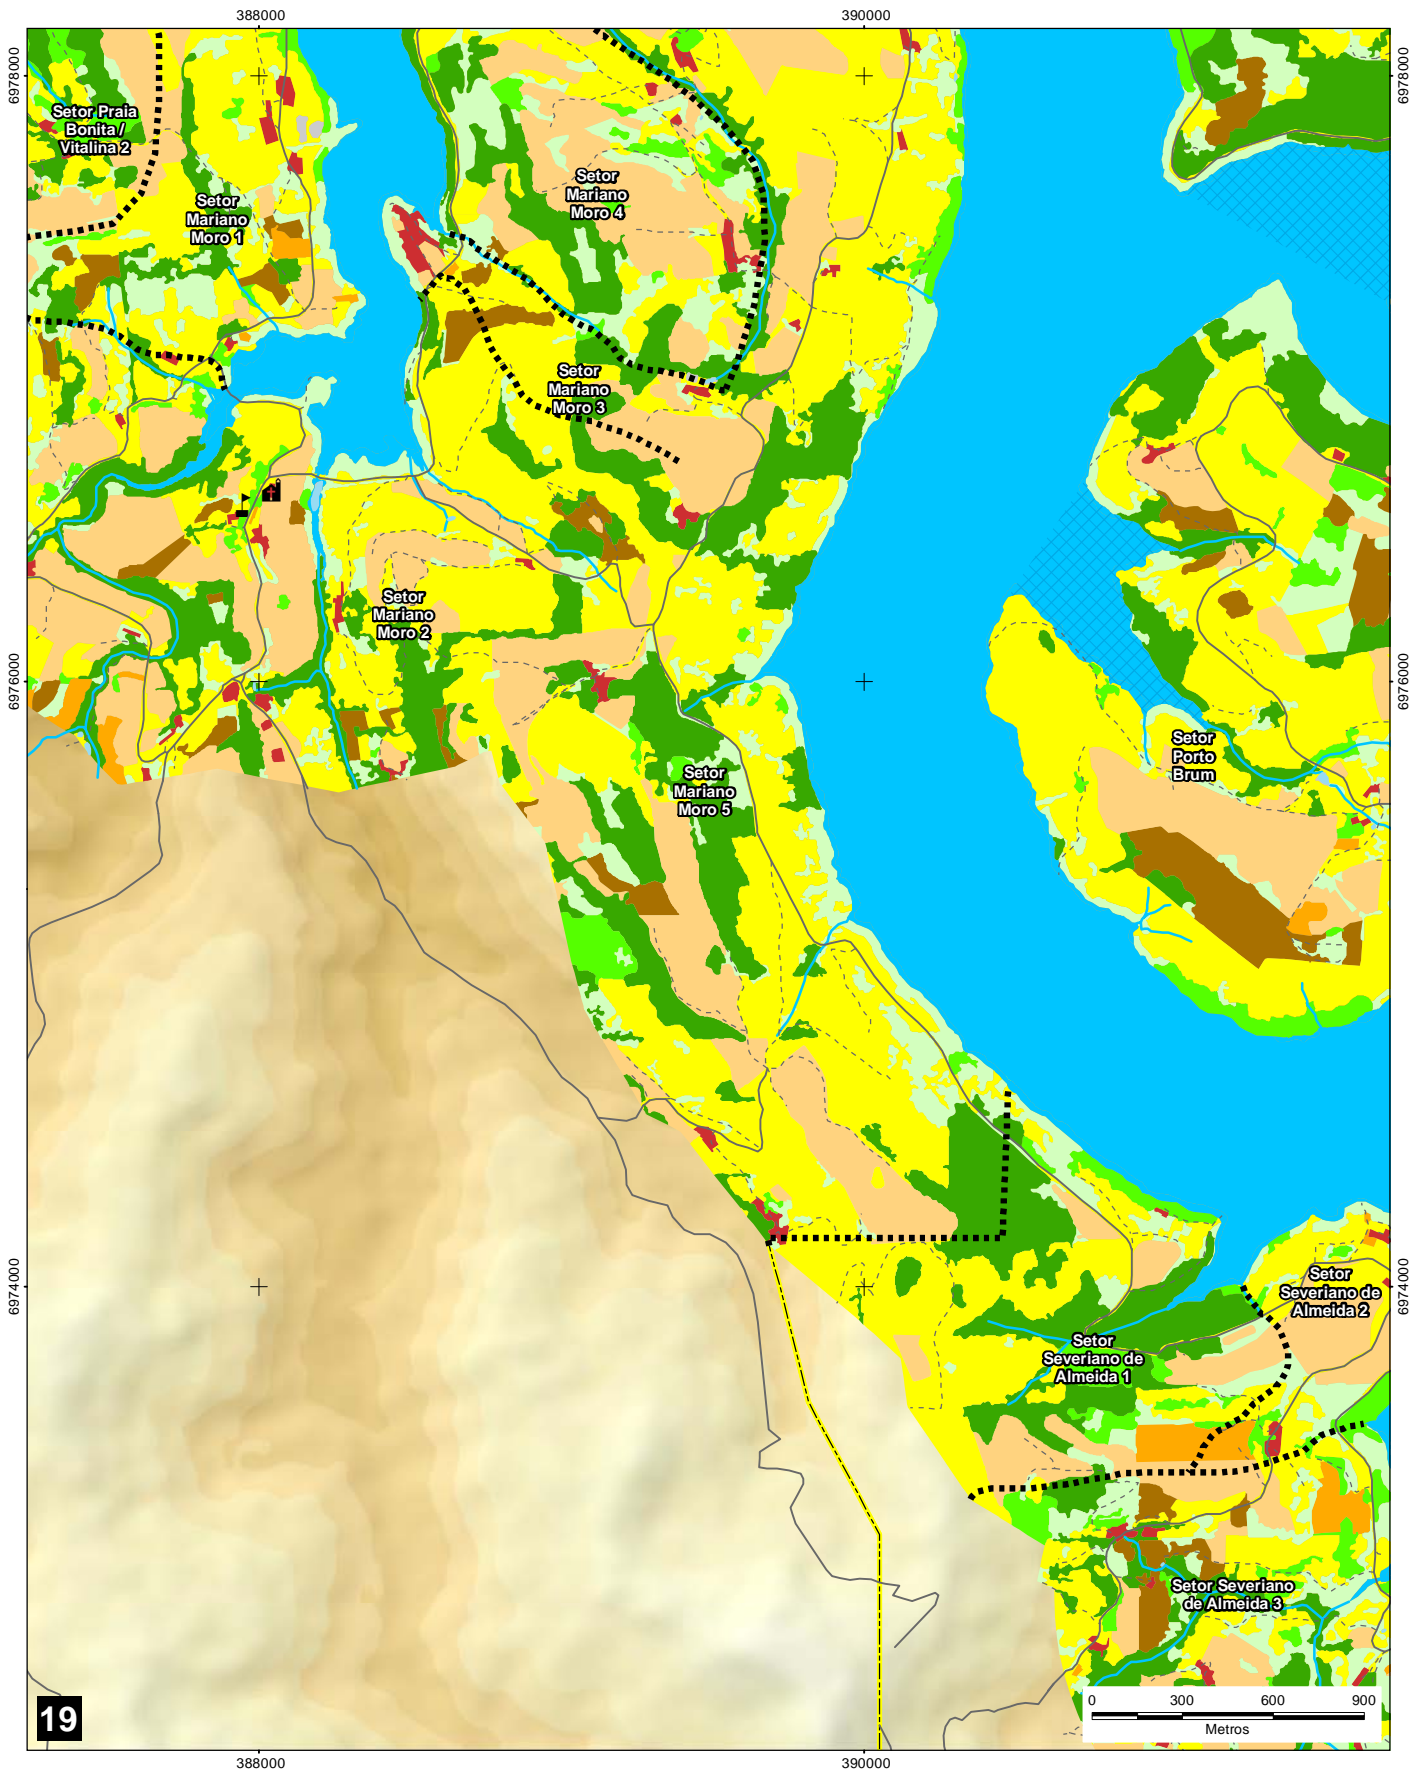 388000
390000
6978000
6978000
Setor Praia
Bonita /
Vitalina 2
Setor
Mariano
Moro 1
Setor
Mariano
Moro 4
Setor
Mariano
Moro 3
Setor
Mariano
Moro 2
6976000
6976000
Setor
Porto
Brum
Setor
Mariano
Moro 5
6974000
6974000
Setor
Severiano de
Almeida 2
Setor
Severiano de
Almeida 1
Setor Severiano
de Almeida 3
19
0 300 600 900
Metros
388000
390000